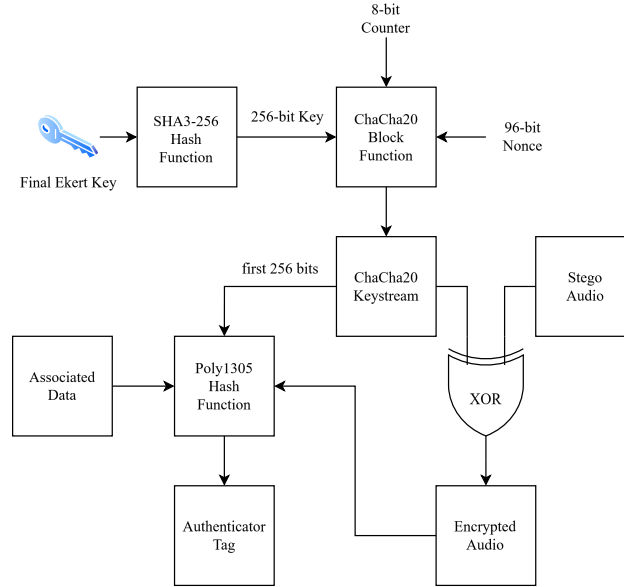 8-bit
Counter
SHA3-256
Hash
Function
256-bit Key
ChaCha20
Block
Function
96-bit
Nonce
Final Ekert Key
first 256 bits
ChaCha20
Keystream
Stego
Audio
Associated
Data
Poly1305
Hash
Function
XOR
Authenticator
Tag
Encrypted
Audio